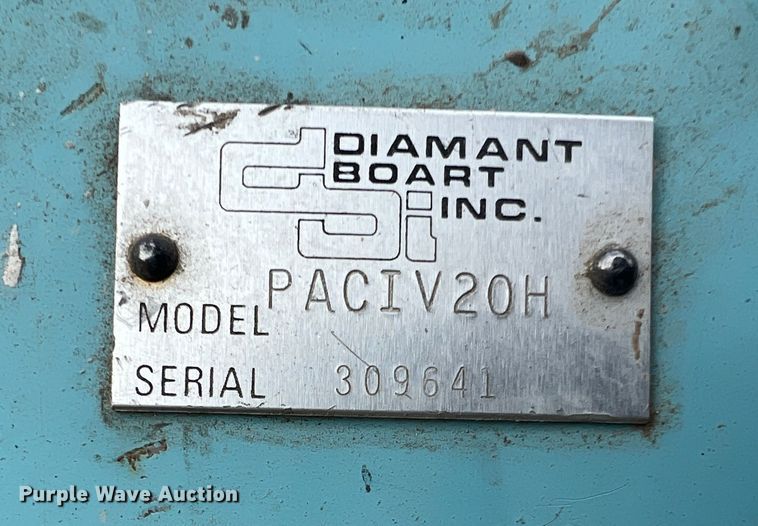 DIAMANT
BOART
INC.
MODEL PACIV20H
SERIAL 309641
Purple Wave Auction